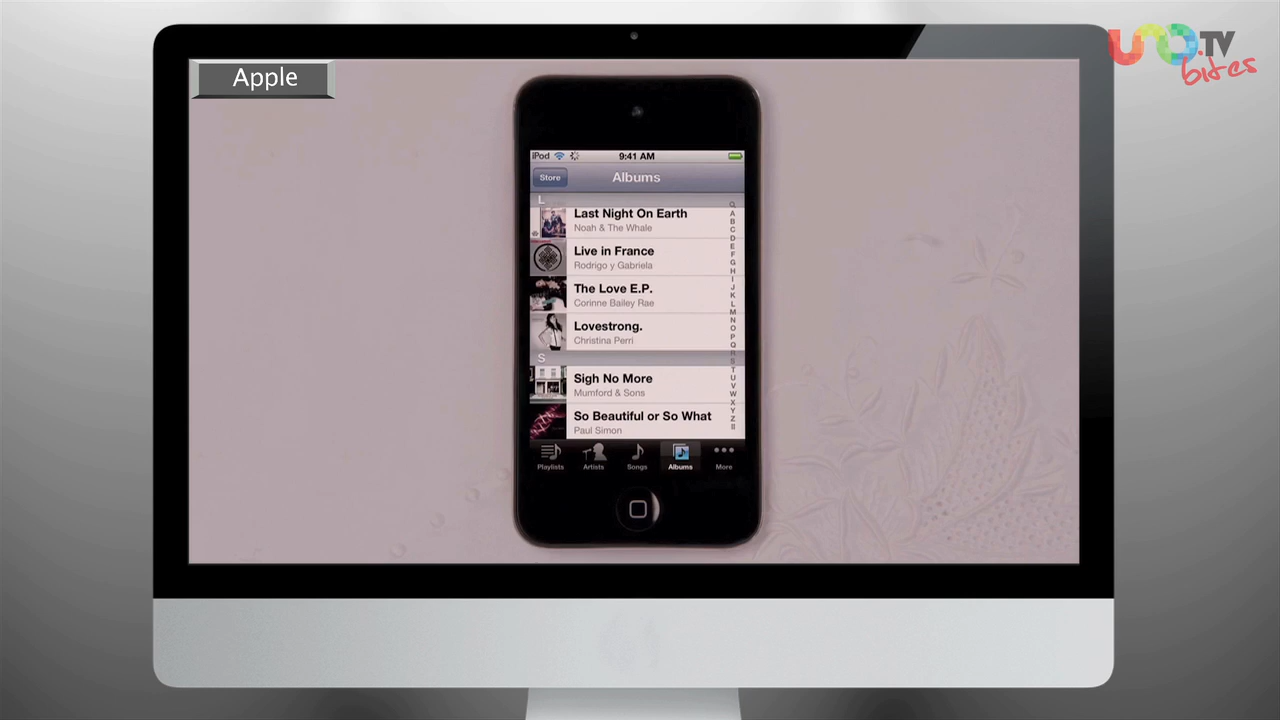 UNO.TV
bites
Apple
iPod 9:41 AM
Store Albums
L
Last Night On Earth
Noah & The Whale
Live in France
Rodrigo y Gabriela
The Love E.P.
Corinne Bailey Rae
Lovestrong.
Christina Perri
S
Sigh No More
Mumford & Sons
So Beautiful or So What
Paul Simon
A
B
C
D
E
F
G
H
I
J
K
L
M
N
O
P
Q
R
S
T
U
V
W
X
Y
Z
Playlists Artists Songs Albums More